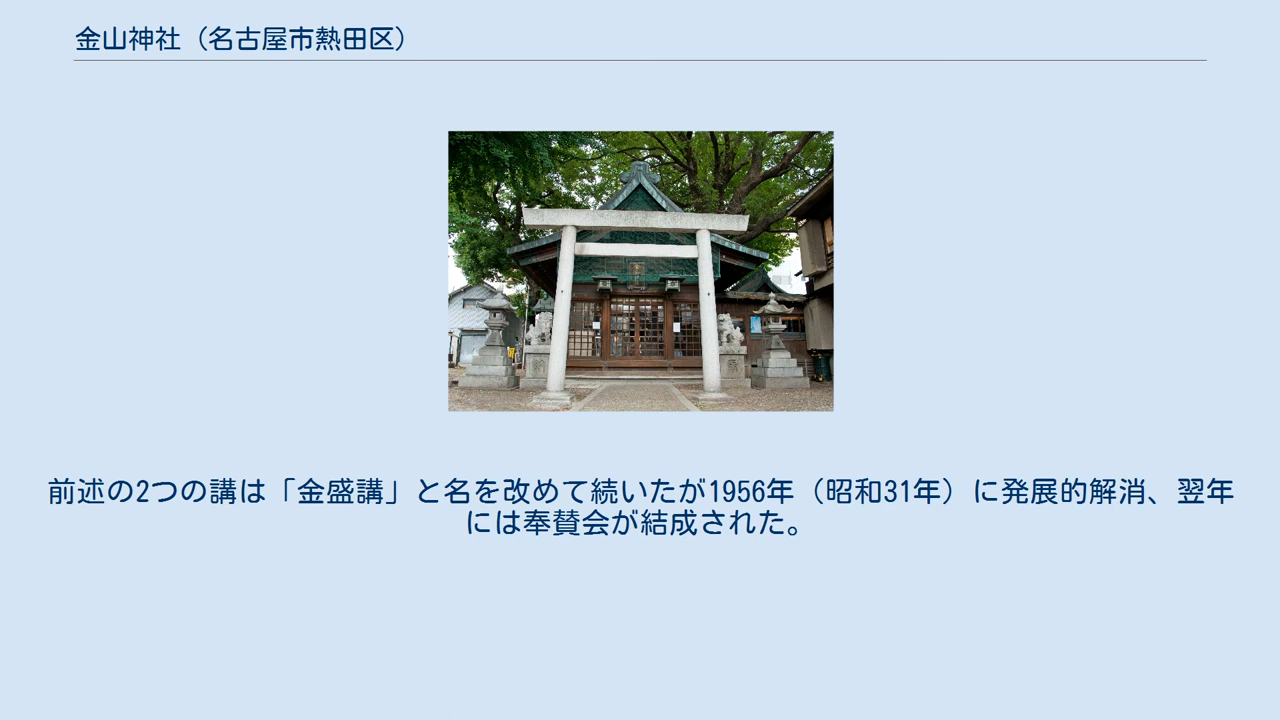 金山神社（名古屋市熱田区）
前述の2つの講は「金盛講」と名を改めて続いたが1956年（昭和31年）に発展的解消、翌年
には奉賛会が結成された。